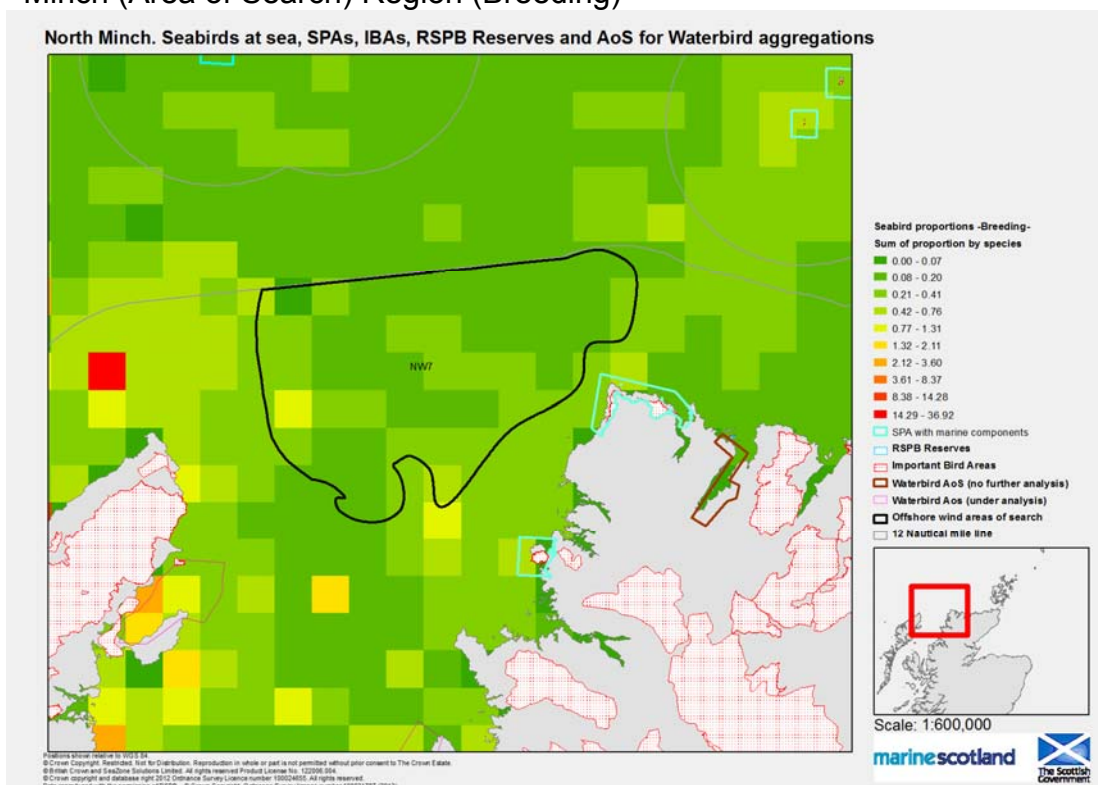 Minch (Area of Search) Region (Breeding)
North Minch. Seabirds at sea, SPAs, IBAs, RSPB Reserves and AoS for Waterbird aggregations
NW7
Seabird proportions -Breeding-
Sum of proportion by species
0.00 - 0.07
0.08 - 0.20
0.21 - 0.41
0.42 - 0.76
0.77 - 1.31
1.32 - 2.11
2.12 - 3.60
3.61 - 8.37
8.38 - 14.28
14.29 - 36.92
SPA with marine components
RSPB Reserves
Important Bird Areas
Waterbird AoS (no further analysis)
Waterbird Aos (under analysis)
Offshore wind areas of search
12 Nautical mile line
Scale: 1:600,000
marinescotland
The Scottish
Government
Positions shown relative to WGS 84.
© Crown Copyright. Restricted. Not for Distribution. Reproduction in whole or part is not permitted without prior consent to The Crown Estate.
© British Crown and SeaZone Solutions Limited. All rights reserved Product License No. 122006.004.
© Crown copyright and database right 2012 Ordnance Survey Licence number 100024655. All rights reserved.